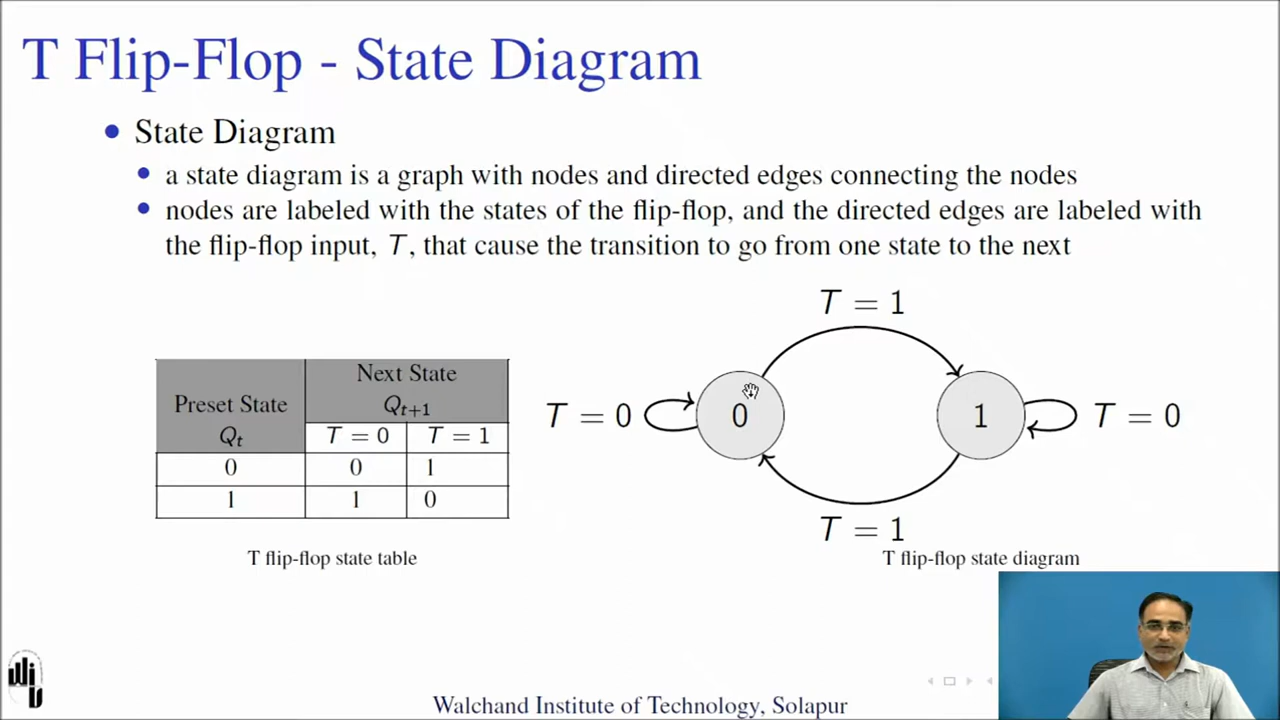 T Flip-Flop - State Diagram
State Diagram
a state diagram is a graph with nodes and directed edges connecting the nodes
nodes are labeled with the states of the flip-flop, and the directed edges are labeled with
the flip-flop input, T, that cause the transition to go from one state to the next
Preset State
Q_t
Next State
Q_{t+1}
T = 0 T = 1
0 0 1
1 1 0
T flip-flop state table
T = 1
T = 0
0
1
T = 0
T = 1
T flip-flop state diagram
Walchand Institute of Technology, Solapur